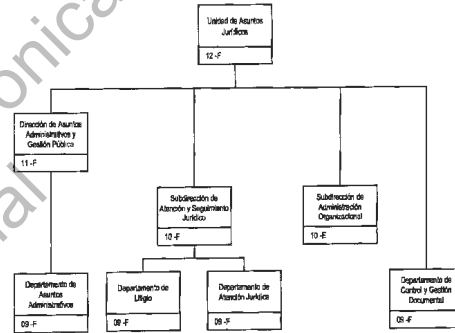 Unidad de Asuntos
Jurídicos
12 -F
Dirección de Asuntos
Administrativos y
Gestión Pública
11 -F
Subdirección de
Atención y Seguimiento
Jurídico
10 -F
Subdirección de
Administración
Organizacional
10 -F
Departamento de
Asuntos
Administrativos
09 -F
Departamento de
Litigio
09 -F
Departamento de
Atención Jurídica
09 -F
Departamento de
Control y Gestión
Documental
09 -F